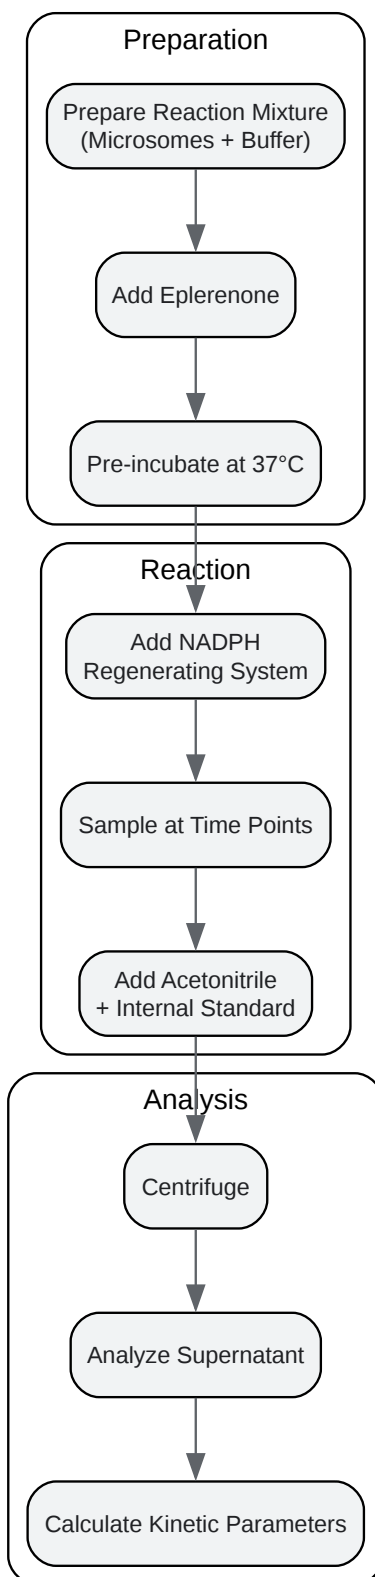 Preparation
Prepare Reaction Mixture
(Microsomes + Buffer)
Add Eplerenone
Pre-incubate at 37°C
Reaction
Add NADPH
Regenerating System
Sample at Time Points
Add Acetonitrile
+ Internal Standard
Analysis
Centrifuge
Analyze Supernatant
Calculate Kinetic Parameters